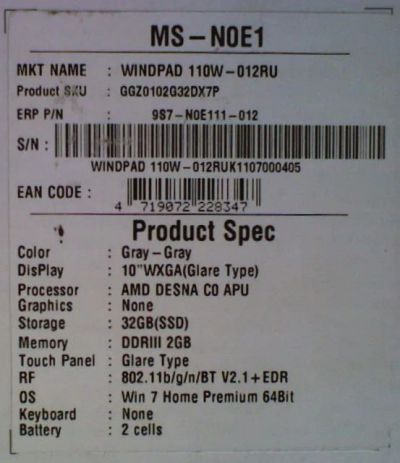 MS-N0E1
MKT NAME : WINDPAD 110W-012RU
Product SKU : GGZ0102G32DX7P
ERP P/N : 9S7-N0E111-012
S/N :
WINDPAD 110W-012RUK1107000405
EAN CODE :
4 719072 228347
Product Spec
Color : Gray-Gray
DisPlay : 10"WXGA(Glare Type)
Processor : AMD DESNA C0 APU
Graphics : None
Storage : 32GB(SSD)
Memory : DDRIII 2GB
Touch Panel : Glare Type
RF : 802.11b/g/n/BT V2.1+EDR
OS : Win 7 Home Premium 64Bit
Keyboard : None
Battery : 2 cells